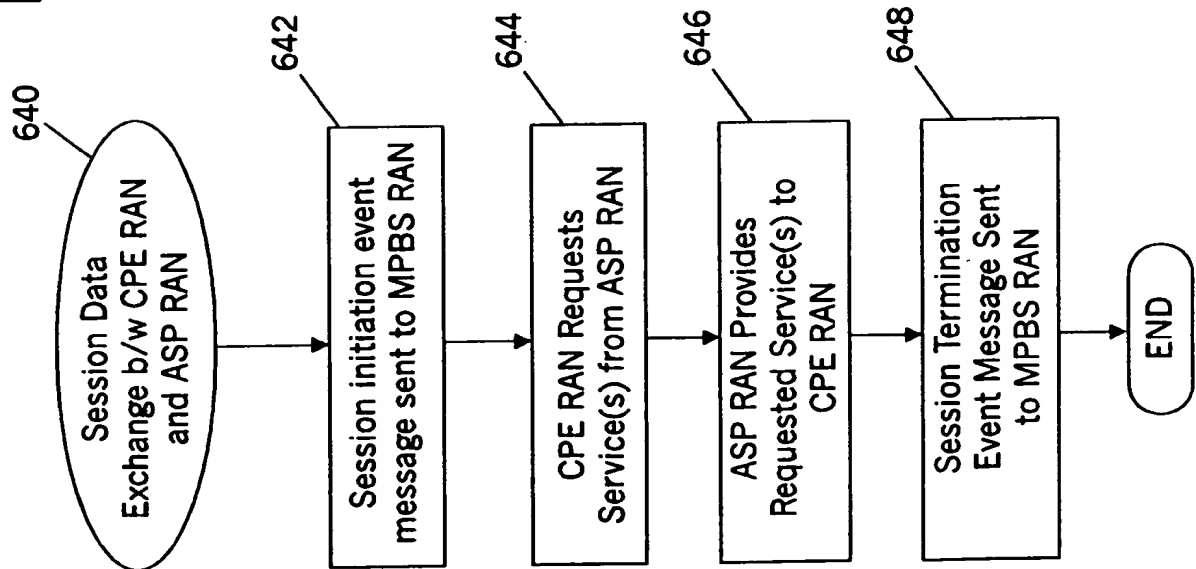 640
Session Data
Exchange b/w CPE RAN
and ASP RAN
642
Session initiation event
message sent to MPBS RAN
644
CPE RAN Requests
Service(s) from ASP RAN
646
ASP RAN Provides
Requested Service(s) to
CPE RAN
648
Session Termination
Event Message Sent
to MPBS RAN
END